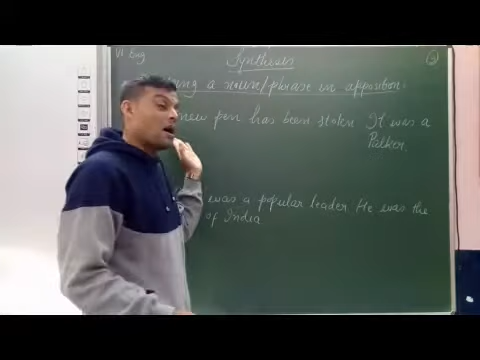 VI Eng
Synthesis
a noun/phrase in apposition.
new pen has been stolen. It was a
Parker.
was a popular leader. He was the
of India